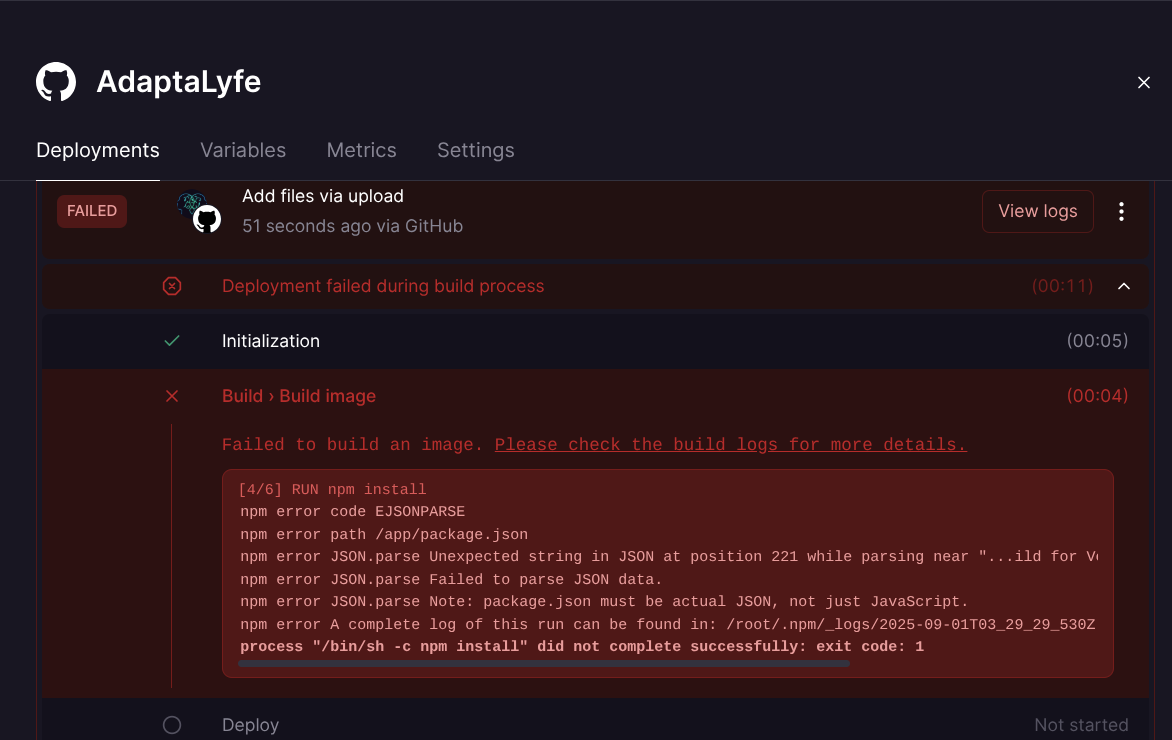 AdaptaLyfe
Deployments Variables Metrics Settings
FAILED
Add files via upload
51 seconds ago via GitHub
View logs
Deployment failed during build process (00:11)
Initialization (00:05)
Build › Build image (00:04)
Failed to build an image. Please check the build logs for more details.
[4/6] RUN npm install
npm error code EJSONPARSE
npm error path /app/package.json
npm error JSON.parse Unexpected string in JSON at position 221 while parsing near "...ild for
npm error JSON.parse Failed to parse JSON data.
npm error JSON.parse Note: package.json must be actual JSON, not just JavaScript.
npm error A complete log of this run can be found in: /root/.npm/_logs/2025-09-01T03_29_29_530Z
process "/bin/sh -c npm install" did not complete successfully: exit code: 1
Deploy Not started